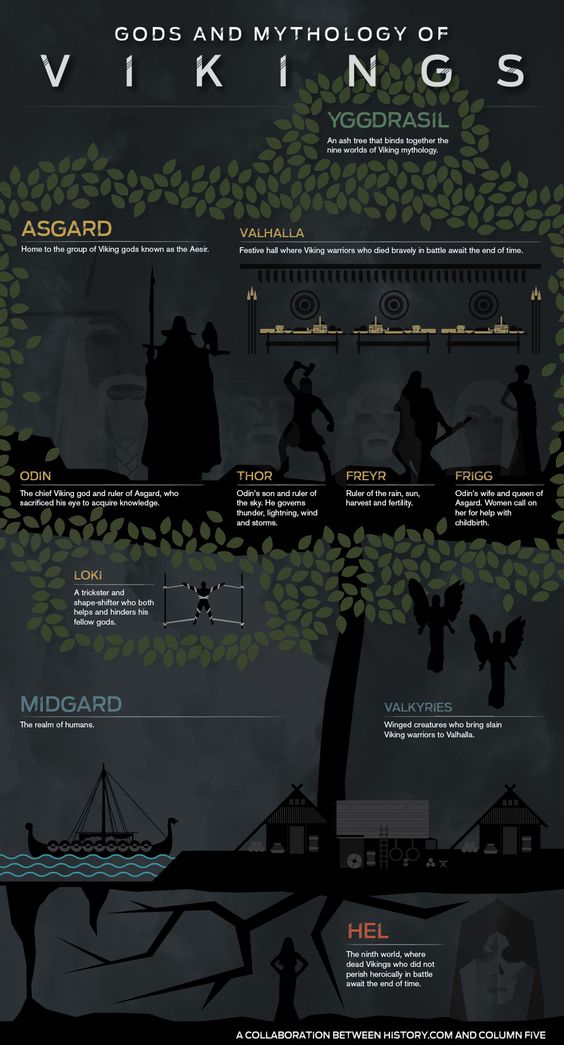 GODS AND MYTHOLOGY OF
VIKINGS
YGGDRASIL
An ash tree that binds together the
nine worlds of Viking mythology.
ASGARD
Home to the group of Viking gods known as the Aesir.
VALHALLA
Festive hall where Viking warriors who died bravely in battle await the end of time.
ODIN
The chief Viking god and ruler of Asgard, who
sacrificed his eye to acquire knowledge.
THOR
Odin's son and ruler of
the sky. He governs
thunder, lightning, wind
and storms.
FREYR
Ruler of the rain, sun,
harvest and fertility.
FRIGG
Odin's wife and queen of
Asgard. Women call on
her for help with
childbirth.
LOKI
A trickster and
shape-shifter who both
helps and hinders his
fellow gods.
MIDGARD
The realm of humans.
VALKYRIES
Winged creatures who bring slain
Viking warriors to Valhalla.
HEL
The ninth world, where
dead Vikings who did not
perish heroically in battle
await the end of time.
A COLLABORATION BETWEEN HISTORY.COM AND COLUMN FIVE